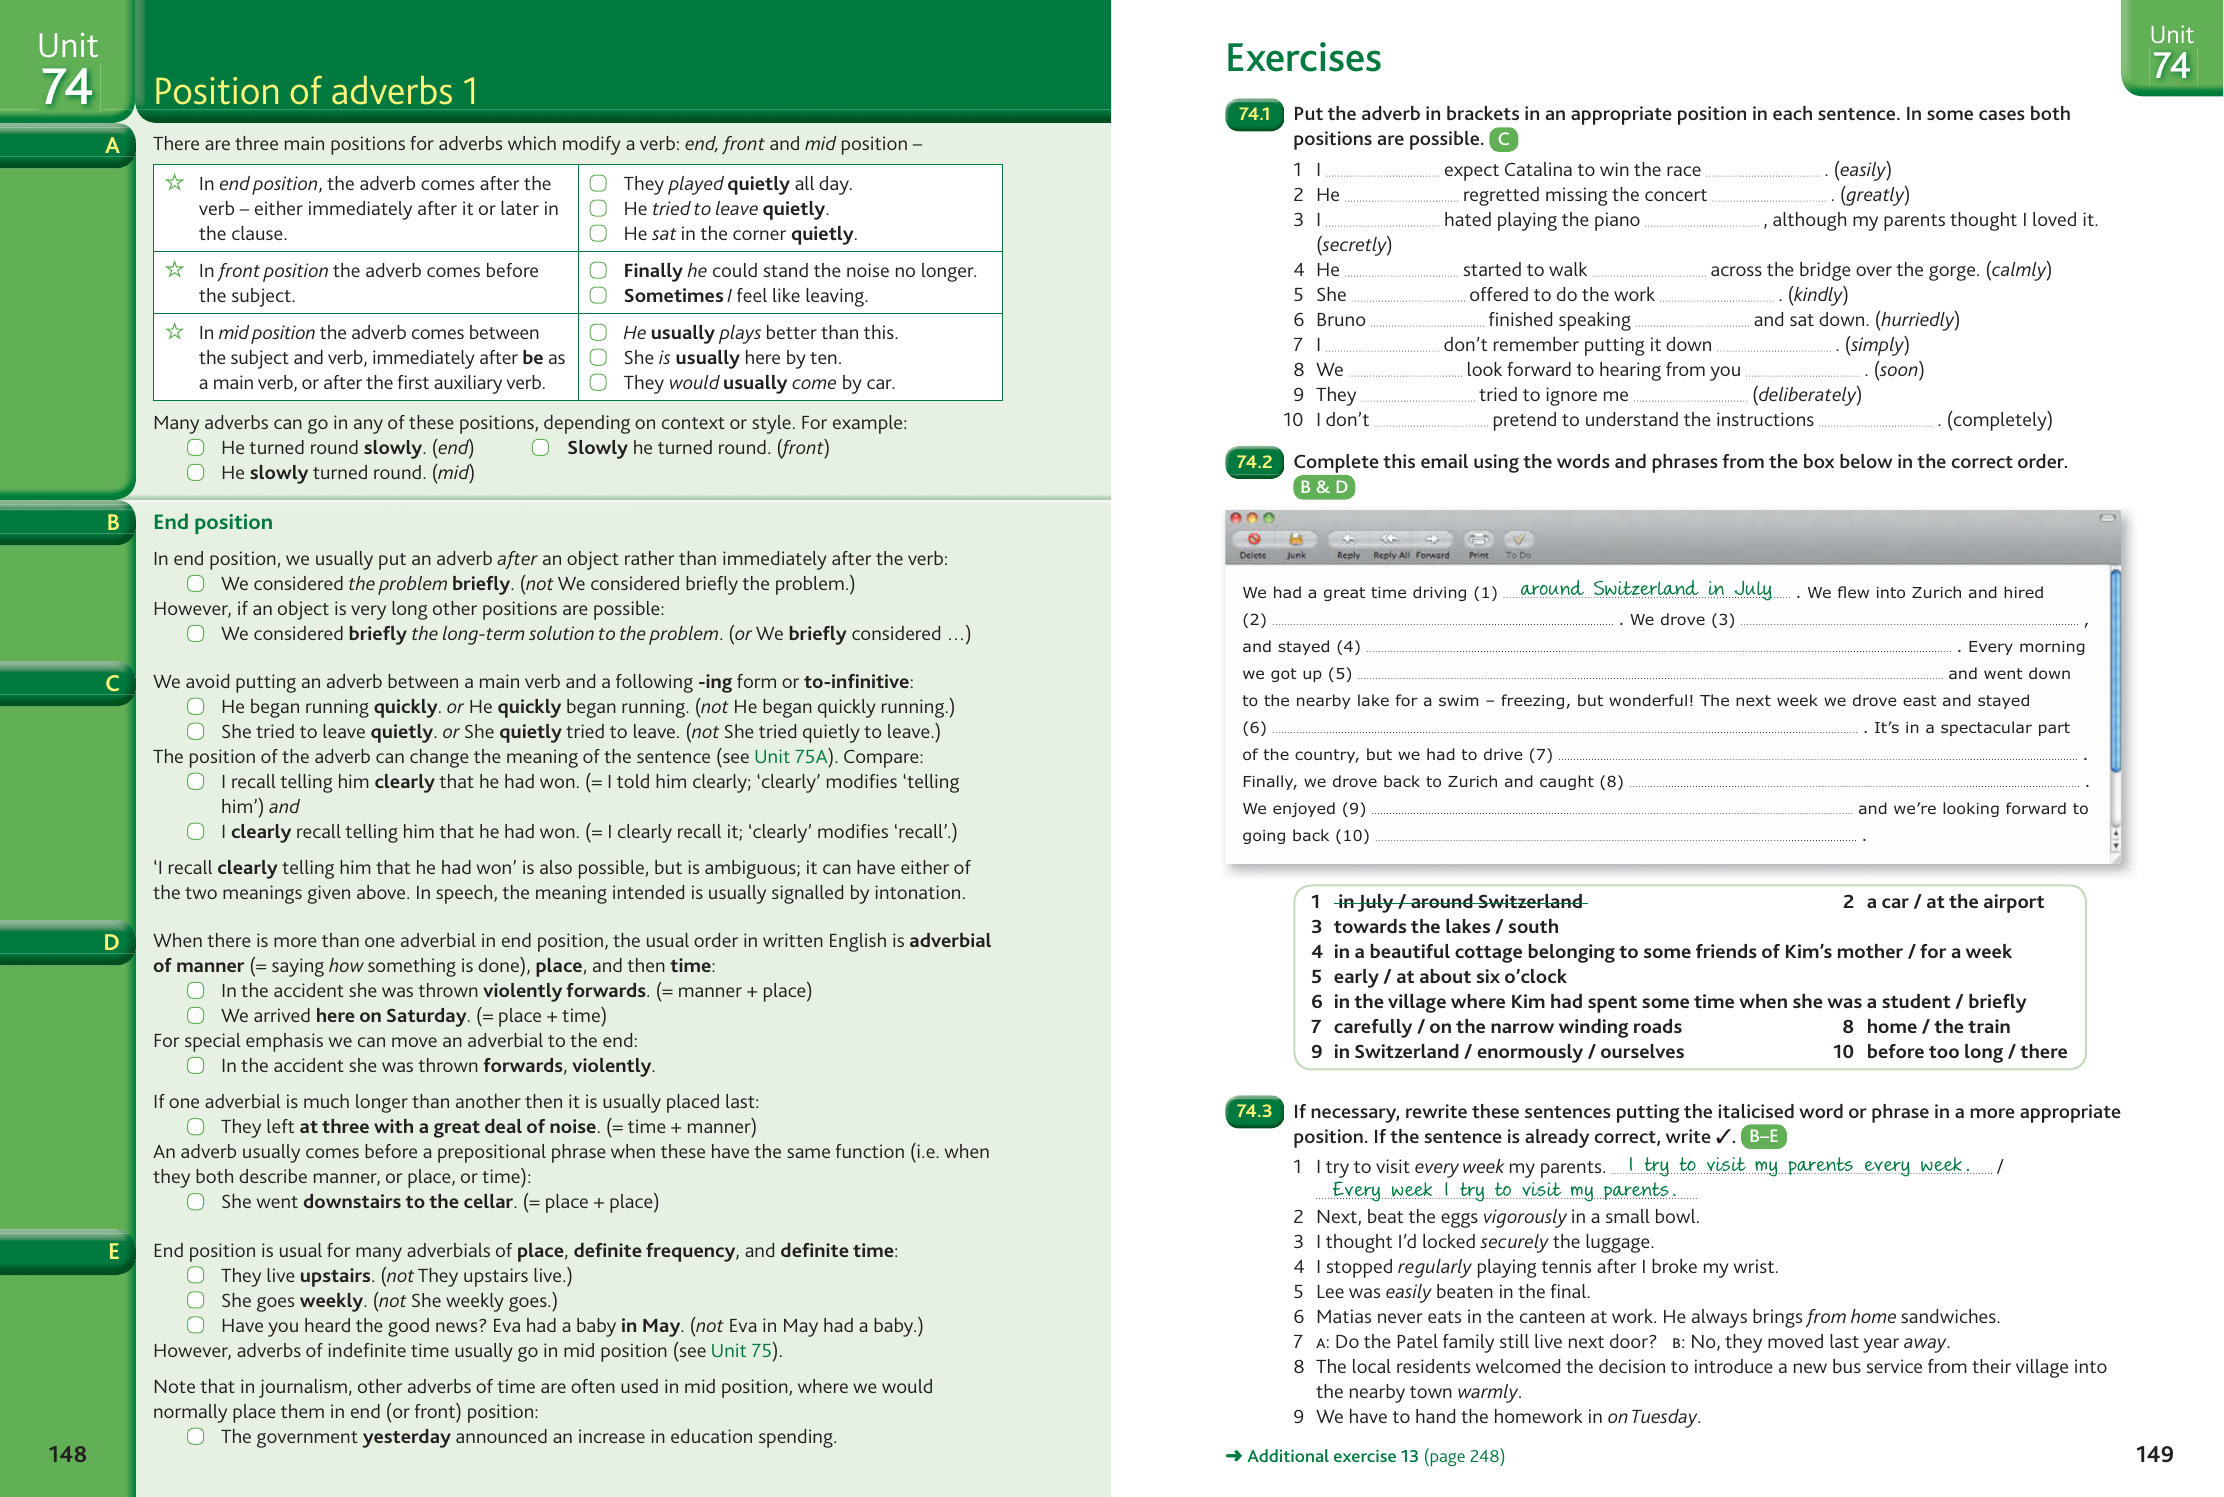 Unit
74
Position of adverbs 1
A
There are three main positions for adverbs which modify a verb: end, front and mid position –
☆ In end position, the adverb comes after the
verb – either immediately after it or later in
the clause.
They played quietly all day.
He tried to leave quietly.
He sat in the corner quietly.
☆ In front position the adverb comes before
the subject.
Finally he could stand the noise no longer.
Sometimes I feel like leaving.
☆ In mid position the adverb comes between
the subject and verb, immediately after be as
a main verb, or after the first auxiliary verb.
He usually plays better than this.
She is usually here by ten.
They would usually come by car.
Many adverbs can go in any of these positions, depending on context or style. For example:
He turned round slowly. (end) Slowly he turned round. (front)
He slowly turned round. (mid)
B
End position
In end position, we usually put an adverb after an object rather than immediately after the verb:
We considered the problem briefly. (not We considered briefly the problem.)
However, if an object is very long other positions are possible:
We considered briefly the long-term solution to the problem. (or We briefly considered …)
C
We avoid putting an adverb between a main verb and a following -ing form or to-infinitive:
He began running quickly. or He quickly began running. (not He began quickly running.)
She tried to leave quietly. or She quietly tried to leave. (not She tried quietly to leave.)
The position of the adverb can change the meaning of the sentence (see Unit 75A). Compare:
I recall telling him clearly that he had won. (= I told him clearly; ‘clearly’ modifies ‘telling
him’) and
I clearly recall telling him that he had won. (= I clearly recall it; ‘clearly’ modifies ‘recall’.)
‘I recall clearly telling him that he had won’ is also possible, but is ambiguous; it can have either of
the two meanings given above. In speech, the meaning intended is usually signalled by intonation.
D
When there is more than one adverbial in end position, the usual order in written English is adverbial
of manner (= saying how something is done), place, and then time:
In the accident she was thrown violently forwards. (= manner + place)
We arrived here on Saturday. (= place + time)
For special emphasis we can move an adverbial to the end:
In the accident she was thrown forwards, violently.
If one adverbial is much longer than another then it is usually placed last:
They left at three with a great deal of noise. (= time + manner)
An adverb usually comes before a prepositional phrase when these have the same function (i.e. when
they both describe manner, or place, or time):
She went downstairs to the cellar. (= place + place)
E
End position is usual for many adverbials of place, definite frequency, and definite time:
They live upstairs. (not They upstairs live.)
She goes weekly. (not She weekly goes.)
Have you heard the good news? Eva had a baby in May. (not Eva in May had a baby.)
However, adverbs of indefinite time usually go in mid position (see Unit 75).
Note that in journalism, other adverbs of time are often used in mid position, where we would
normally place them in end (or front) position:
The government yesterday announced an increase in education spending.
148
Exercises
Unit
74
74.1 Put the adverb in brackets in an appropriate position in each sentence. In some cases both
positions are possible. C
1 I ........ expect Catalina to win the race ........ . (easily)
2 He ........ regretted missing the concert ........ . (greatly)
3 I ........ hated playing the piano ........ , although my parents thought I loved it.
(secretly)
4 He ........ started to walk ........ across the bridge over the gorge. (calmly)
5 She ........ offered to do the work ........ . (kindly)
6 Bruno ........ finished speaking ........ and sat down. (hurriedly)
7 I ........ don’t remember putting it down ........ . (simply)
8 We ........ look forward to hearing from you ........ . (soon)
9 They ........ tried to ignore me ........ (deliberately)
10 I don’t ........ pretend to understand the instructions ........ . (completely)
74.2 Complete this email using the words and phrases from the box below in the correct order.
B & D
Delete Junk Reply Reply All Forward Print To Do
We had a great time driving (1) around Switzerland in July . We flew into Zurich and hired
(2) ........ . We drove (3) ........ ,
and stayed (4) ........ . Every morning
we got up (5) ........ and went down
to the nearby lake for a swim – freezing, but wonderful! The next week we drove east and stayed
(6) ........ . It’s in a spectacular part
of the country, but we had to drive (7) ........ .
Finally, we drove back to Zurich and caught (8) ........ .
We enjoyed (9) ........ and we’re looking forward to
going back (10) ........ .
1 in July / around Switzerland 2 a car / at the airport
3 towards the lakes / south
4 in a beautiful cottage belonging to some friends of Kim’s mother / for a week
5 early / at about six o’clock
6 in the village where Kim had spent some time when she was a student / briefly
7 carefully / on the narrow winding roads 8 home / the train
9 in Switzerland / enormously / ourselves 10 before too long / there
74.3 If necessary, rewrite these sentences putting the italicised word or phrase in a more appropriate
position. If the sentence is already correct, write ✓. B–E
1 I try to visit every week my parents. I try to visit my parents every week. /
Every week I try to visit my parents.
2 Next, beat the eggs vigorously in a small bowl.
3 I thought I’d locked securely the luggage.
4 I stopped regularly playing tennis after I broke my wrist.
5 Lee was easily beaten in the final.
6 Matias never eats in the canteen at work. He always brings from home sandwiches.
7 A: Do the Patel family still live next door? B: No, they moved last year away.
8 The local residents welcomed the decision to introduce a new bus service from their village into
the nearby town warmly.
9 We have to hand the homework in on Tuesday.
➜ Additional exercise 13 (page 248)
149